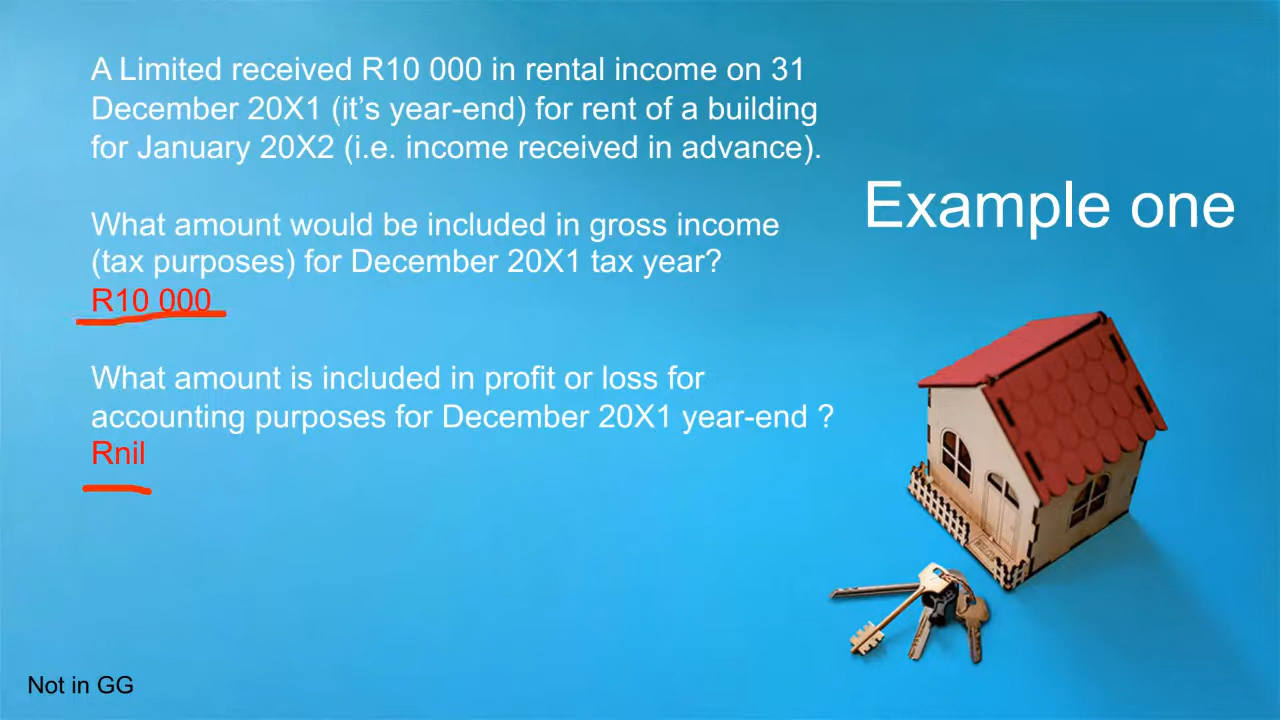 A Limited received R10 000 in rental income on 31
December 20X1 (it's year-end) for rent of a building
for January 20X2 (i.e. income received in advance).
What amount would be included in gross income
(tax purposes) for December 20X1 tax year?
R10 000
What amount is included in profit or loss for
accounting purposes for December 20X1 year-end ?
Rnil
Example one
Not in GG